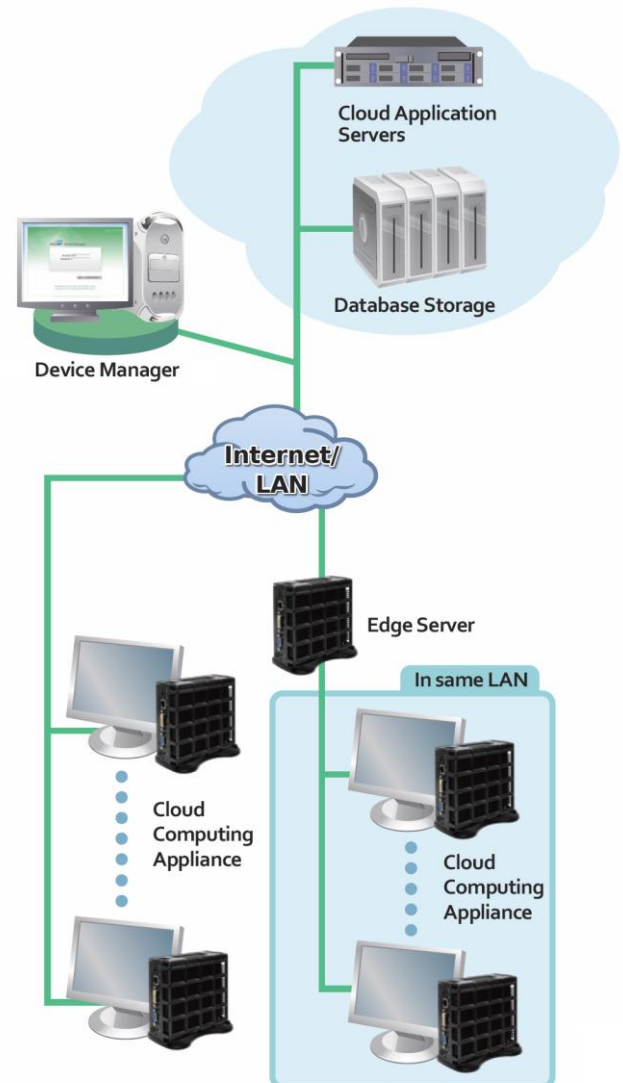 Cloud Application
Servers
Database Storage
Device Manager
Internet/
LAN
Edge Server
In same LAN
Cloud
Computing
Appliance
Cloud
Computing
Appliance